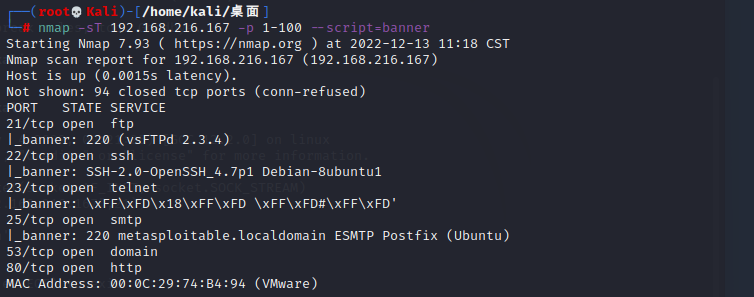 ┌──(root💀Kali)-[/home/kali/桌面]
└─# nmap -sT 192.168.216.167 -p 1-100 --script=banner
Starting Nmap 7.93 ( https://nmap.org ) at 2022-12-13 11:18 CST
Nmap scan report for 192.168.216.167 (192.168.216.167)
Host is up (0.0015s latency).
Not shown: 94 closed tcp ports (conn-refused)
PORT   STATE SERVICE
21/tcp open  ftp
|_banner: 220 (vsFTPd 2.3.4)
22/tcp open  ssh
|_banner: SSH-2.0-OpenSSH_4.7p1 Debian-8ubuntu1
23/tcp open  telnet
|_banner: \xFF\xFD\x18\xFF\xFD \xFF\xFD#\xFF\xFD'
25/tcp open  smtp
|_banner: 220 metasploitable.localdomain ESMTP Postfix (Ubuntu)
53/tcp open  domain
80/tcp open  http
MAC Address: 00:0C:29:74:B4:94 (VMware)